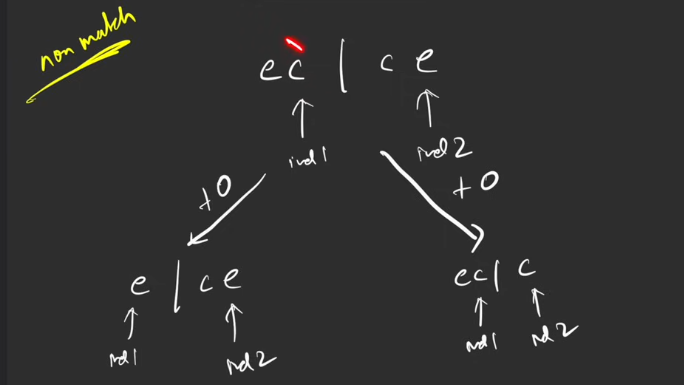 non match
ec | ce
ind1 ind2
+0 +0
e | ce ec | c
ind1 ind2 ind1 ind2